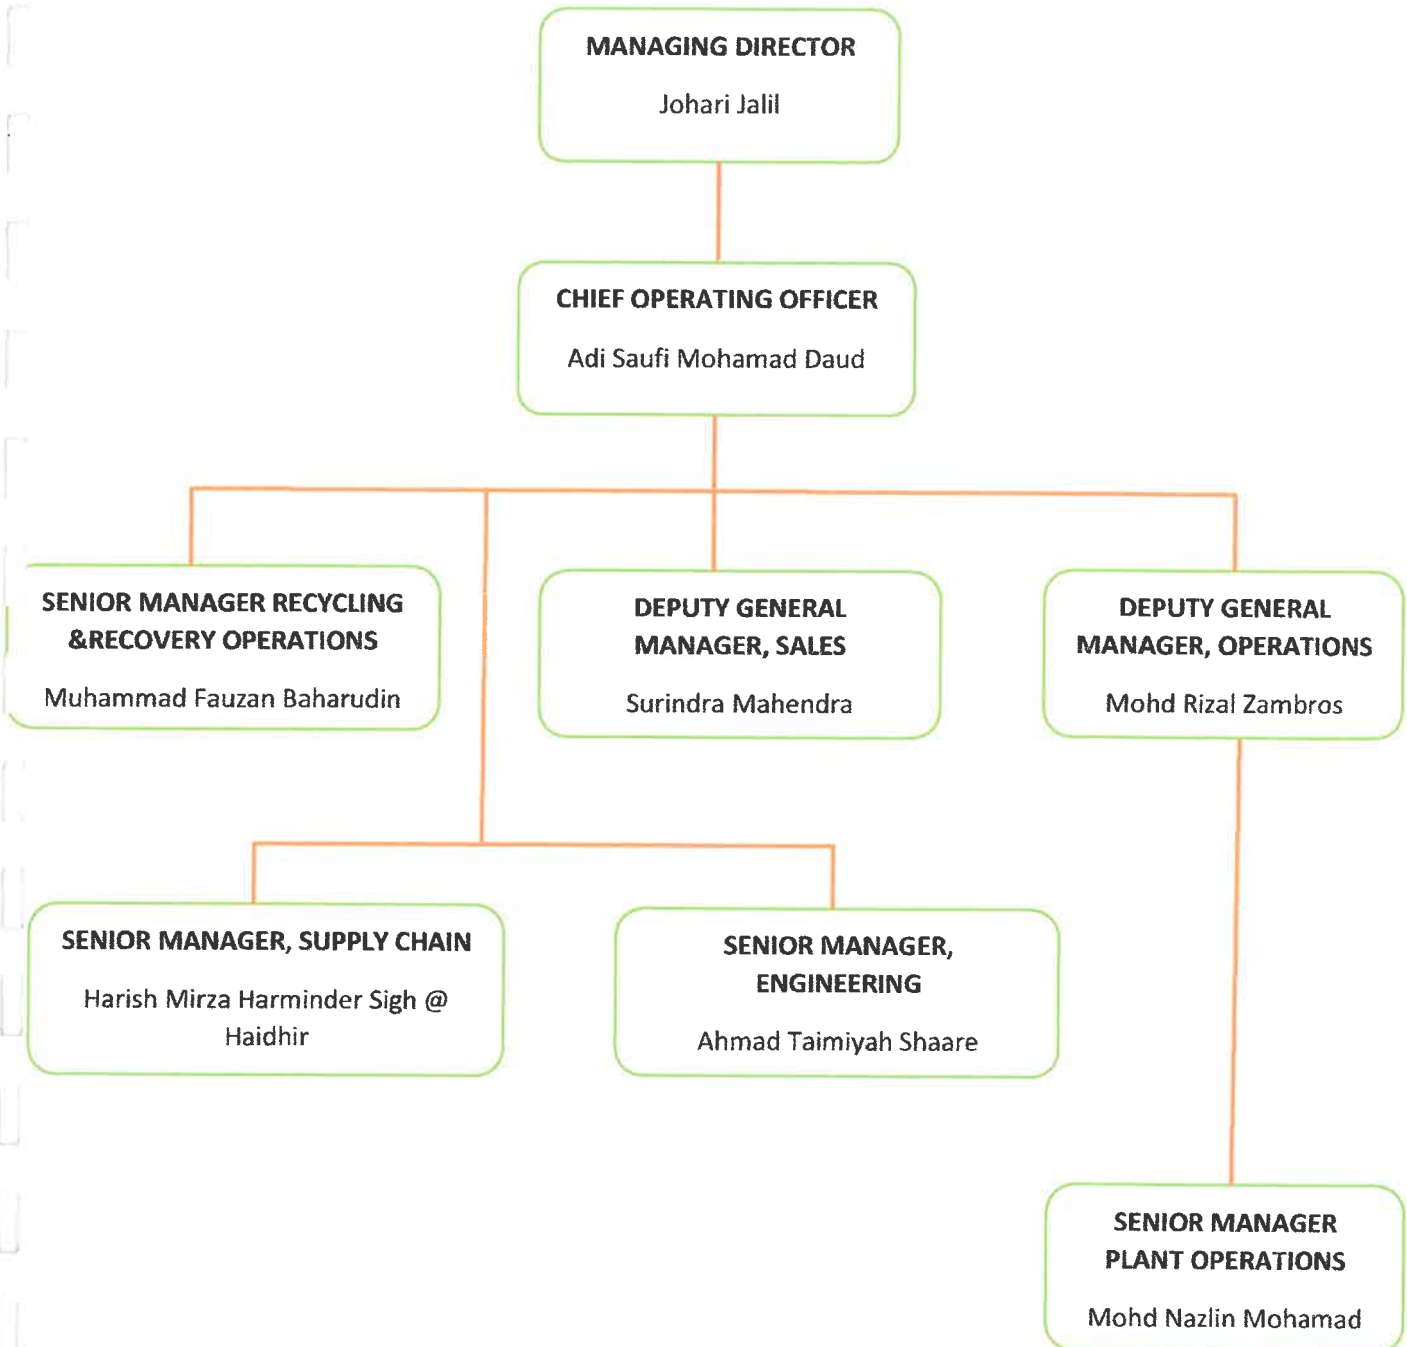 MANAGING DIRECTOR
Johari Jalil
CHIEF OPERATING OFFICER
Adi Saufi Mohamad Daud
SENIOR MANAGER RECYCLING
&RECOVERY OPERATIONS
Muhammad Fauzan Baharudin
DEPUTY GENERAL
MANAGER, SALES
Surindra Mahendra
DEPUTY GENERAL
MANAGER, OPERATIONS
Mohd Rizal Zambros
SENIOR MANAGER, SUPPLY CHAIN
Harish Mirza Harminder Sigh @
Haidhir
SENIOR MANAGER,
ENGINEERING
Ahmad Taimiyah Shaare
SENIOR MANAGER
PLANT OPERATIONS
Mohd Nazlin Mohamad